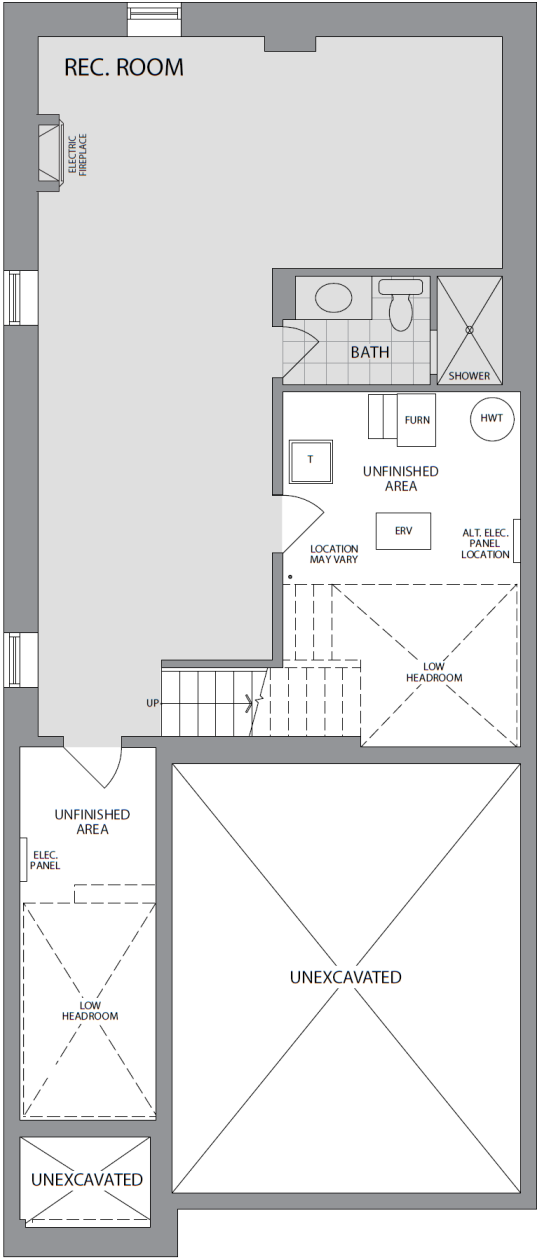 REC. ROOM
ELECTRIC
FIREPLACE
BATH
SHOWER
FURN
HWT
T
UNFINISHED
AREA
ERV
ALT. ELEC.
PANEL
LOCATION
LOCATION
MAY VARY
LOW
HEADROOM
UP
UNFINISHED
AREA
ELEC.
PANEL
UNEXCAVATED
LOW
HEADROOM
UNEXCAVATED